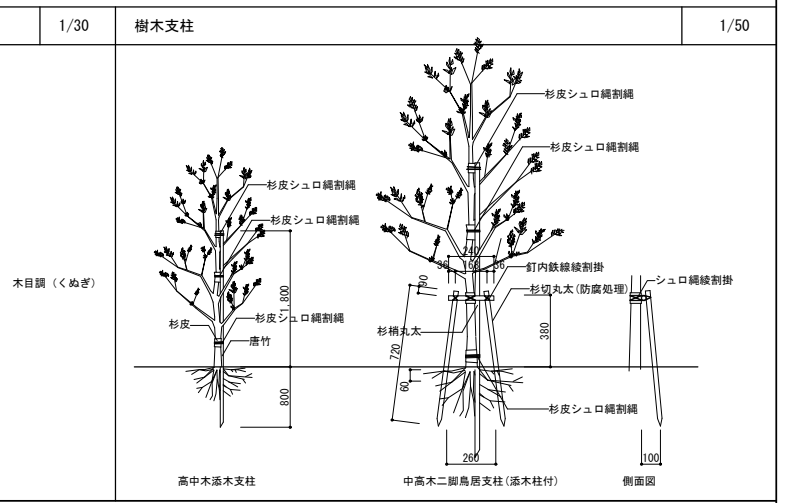 1/30
樹木支柱
1/50
木目調（くぬぎ）
杉皮シュロ縄割縄
杉皮シュロ縄割縄
1,800
杉皮
杉皮シュロ縄割縄
唐竹
800
高中木添木支柱
杉皮シュロ縄割縄
杉皮シュロ縄割縄
240
36
168
36
釘内鉄線綾割掛
90
杉切丸太(防腐処理)
杉梢丸太
720
60
380
杉皮シュロ縄割縄
260
中高木二脚鳥居支柱(添木柱付)
シュロ縄綾割掛
100
側面図